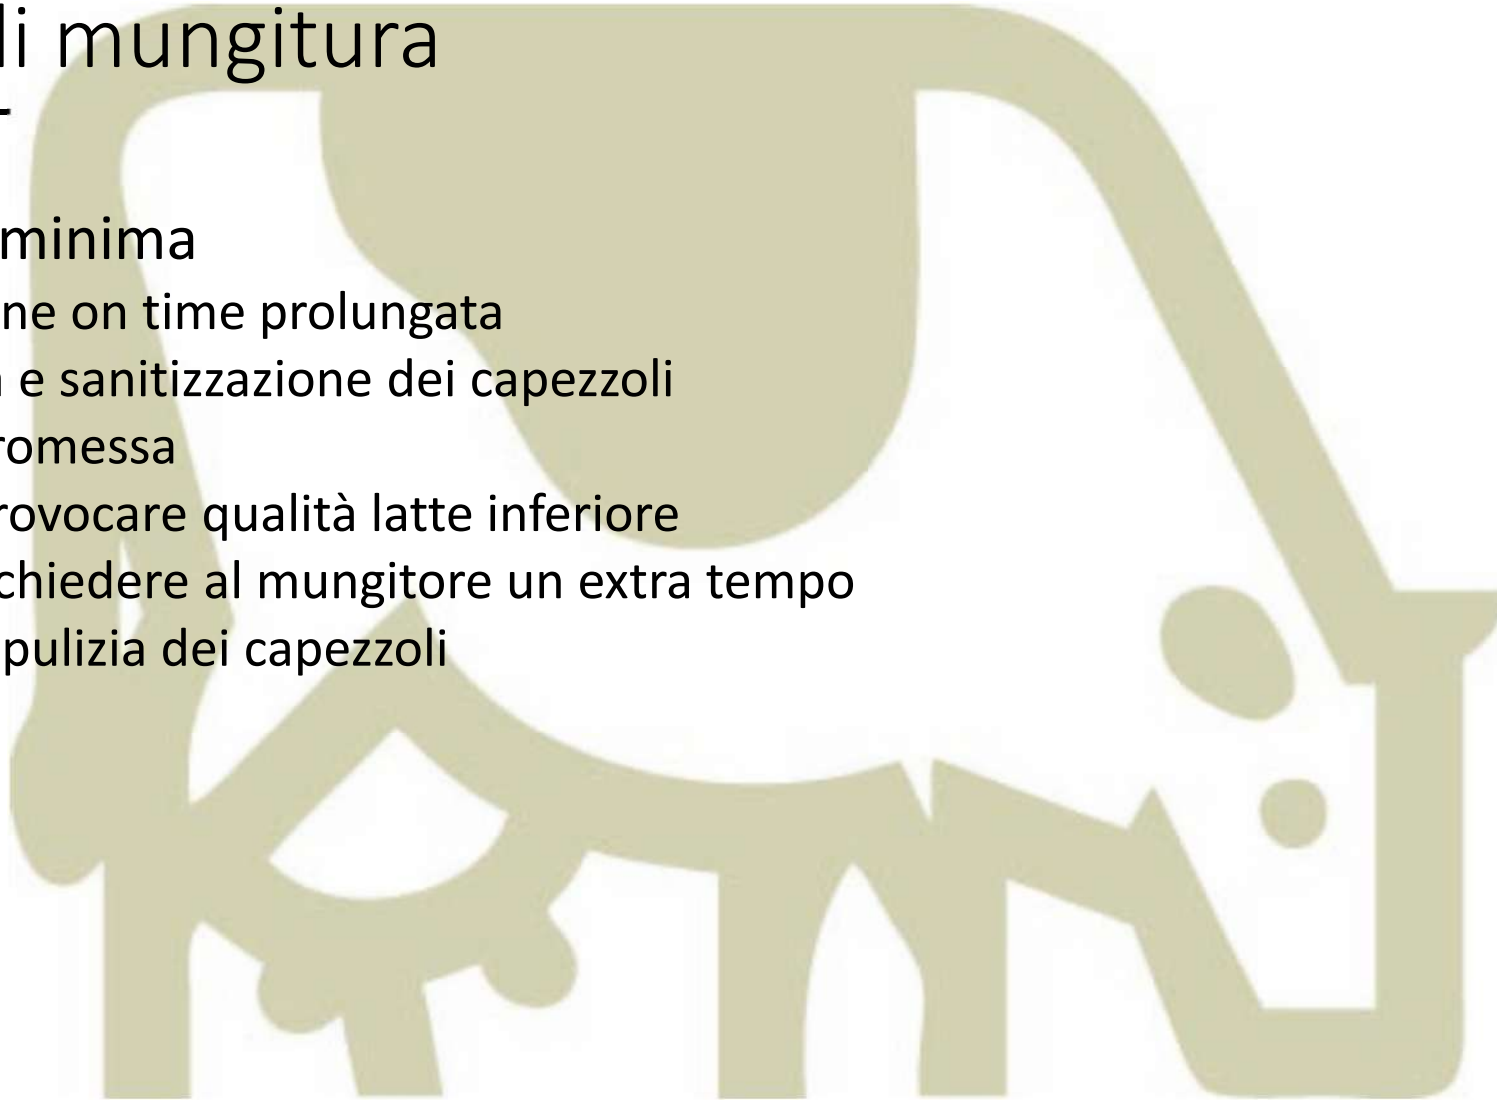 li mungitura
minima
ne on time prolungata
e sanitizzazione dei capezzoli
romessa
rovocare qualità latte inferiore
chiedere al mungitore un extra tempo
pulizia dei capezzoli